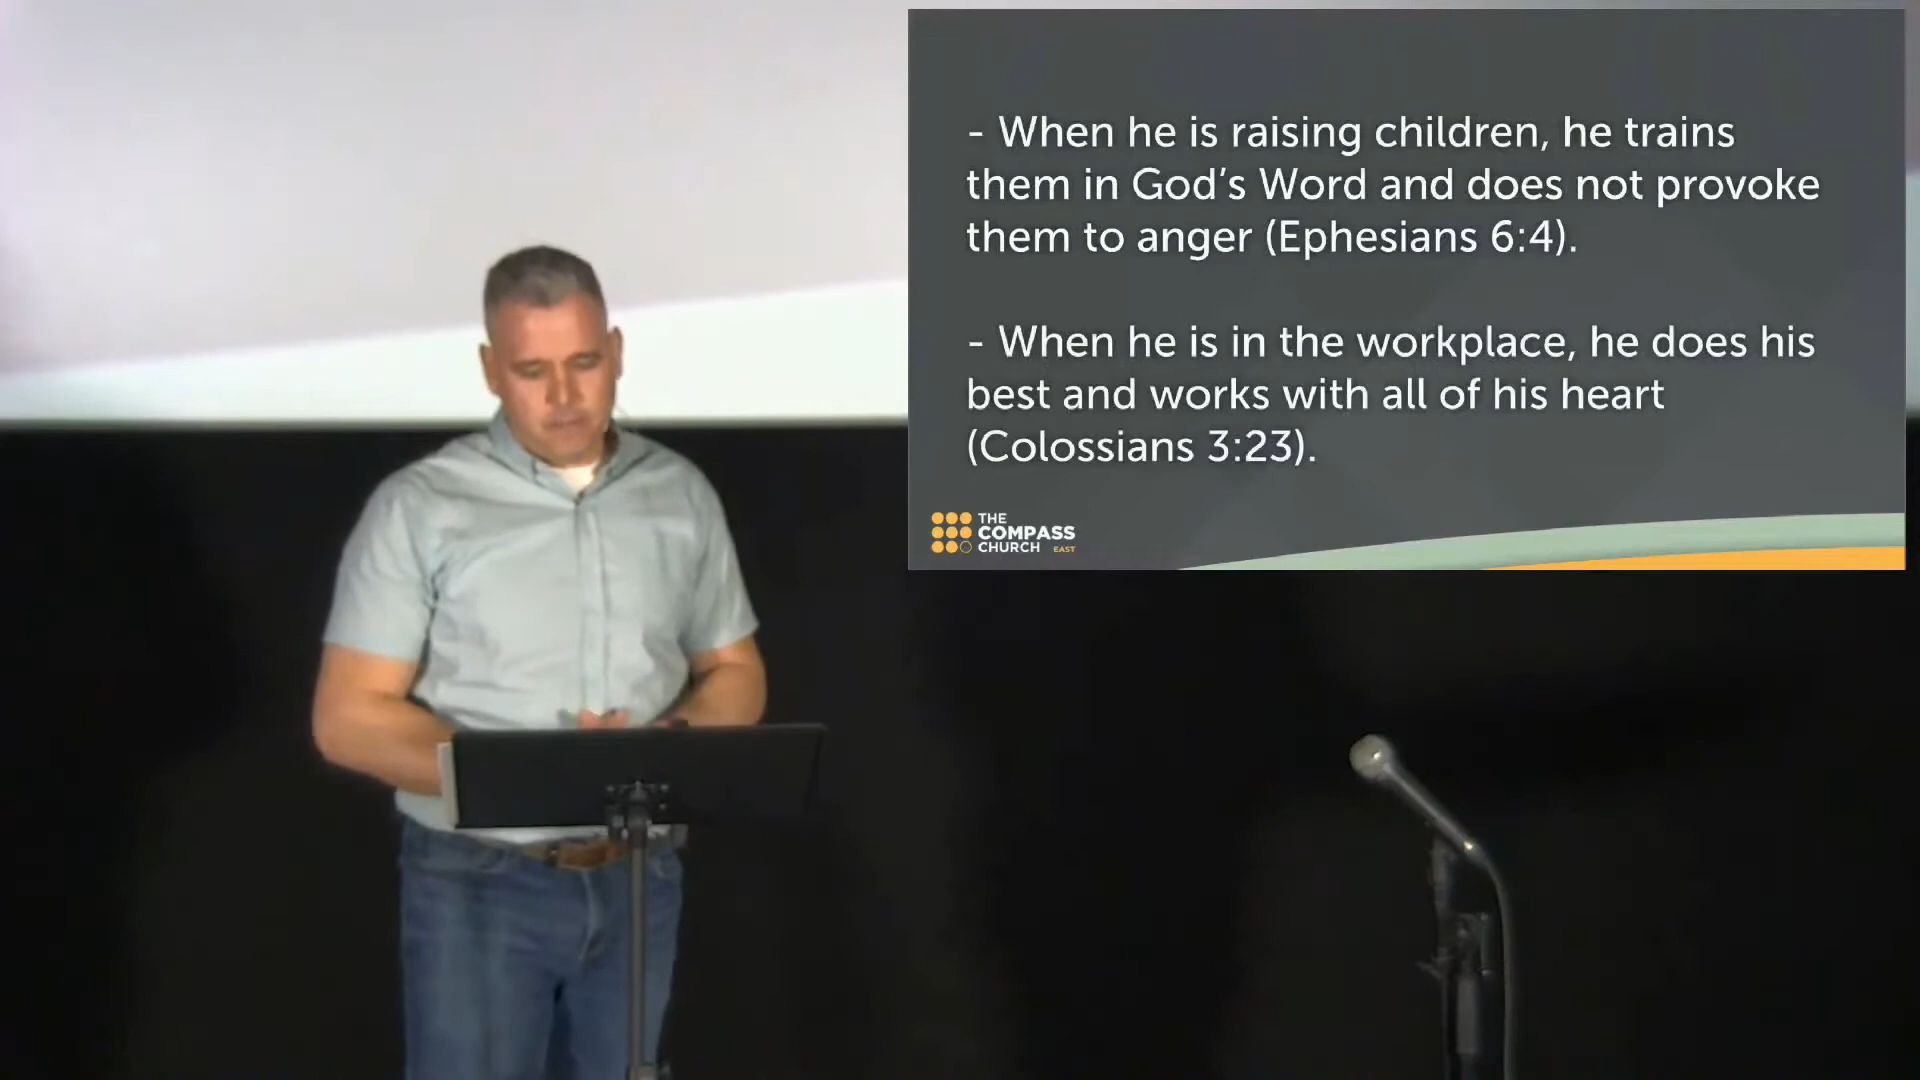 - When he is raising children, he trains
them in God’s Word and does not provoke
them to anger (Ephesians 6:4).
- When he is in the workplace, he does his
best and works with all of his heart
(Colossians 3:23).
THE
COMPASS
CHURCH EAST